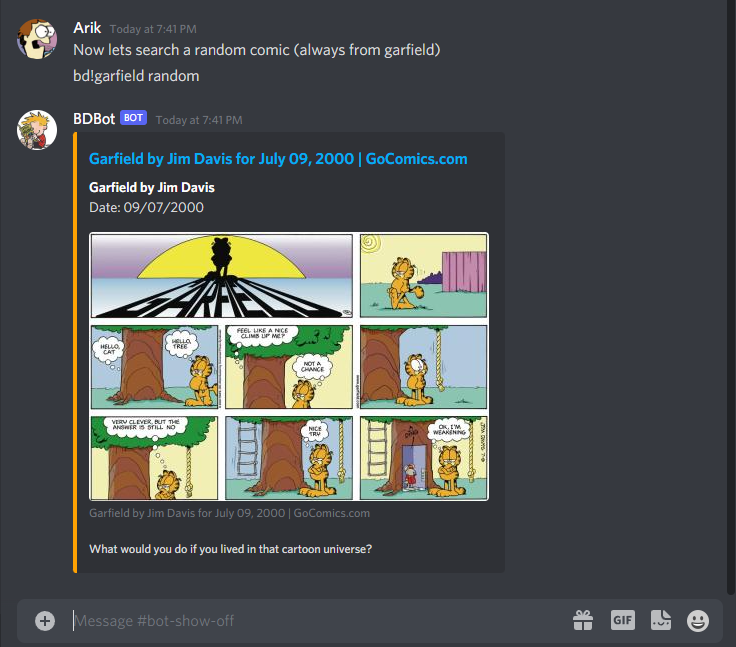 Arik Today at 7:41 PM
Now lets search a random comic (always from garfield)
bd!garfield random
BDBot BOT Today at 7:41 PM
Garfield by Jim Davis for July 09, 2000 | GoComics.com
Garfield by Jim Davis
Date: 09/07/2000
GARFIELD
HELLO,
CAT
HELLO,
TREE
FEEL LIKE A NICE
CLIMB UP ME?
NOT A
CHANCE
VERY CLEVER, BUT THE
ANSWER IS STILL NO
NICE
TRY
OK, I'M
WEAKENING
Garfield by Jim Davis for July 09, 2000 | GoComics.com
What would you do if you lived in that cartoon universe?
Message #bot-show-off
GIF